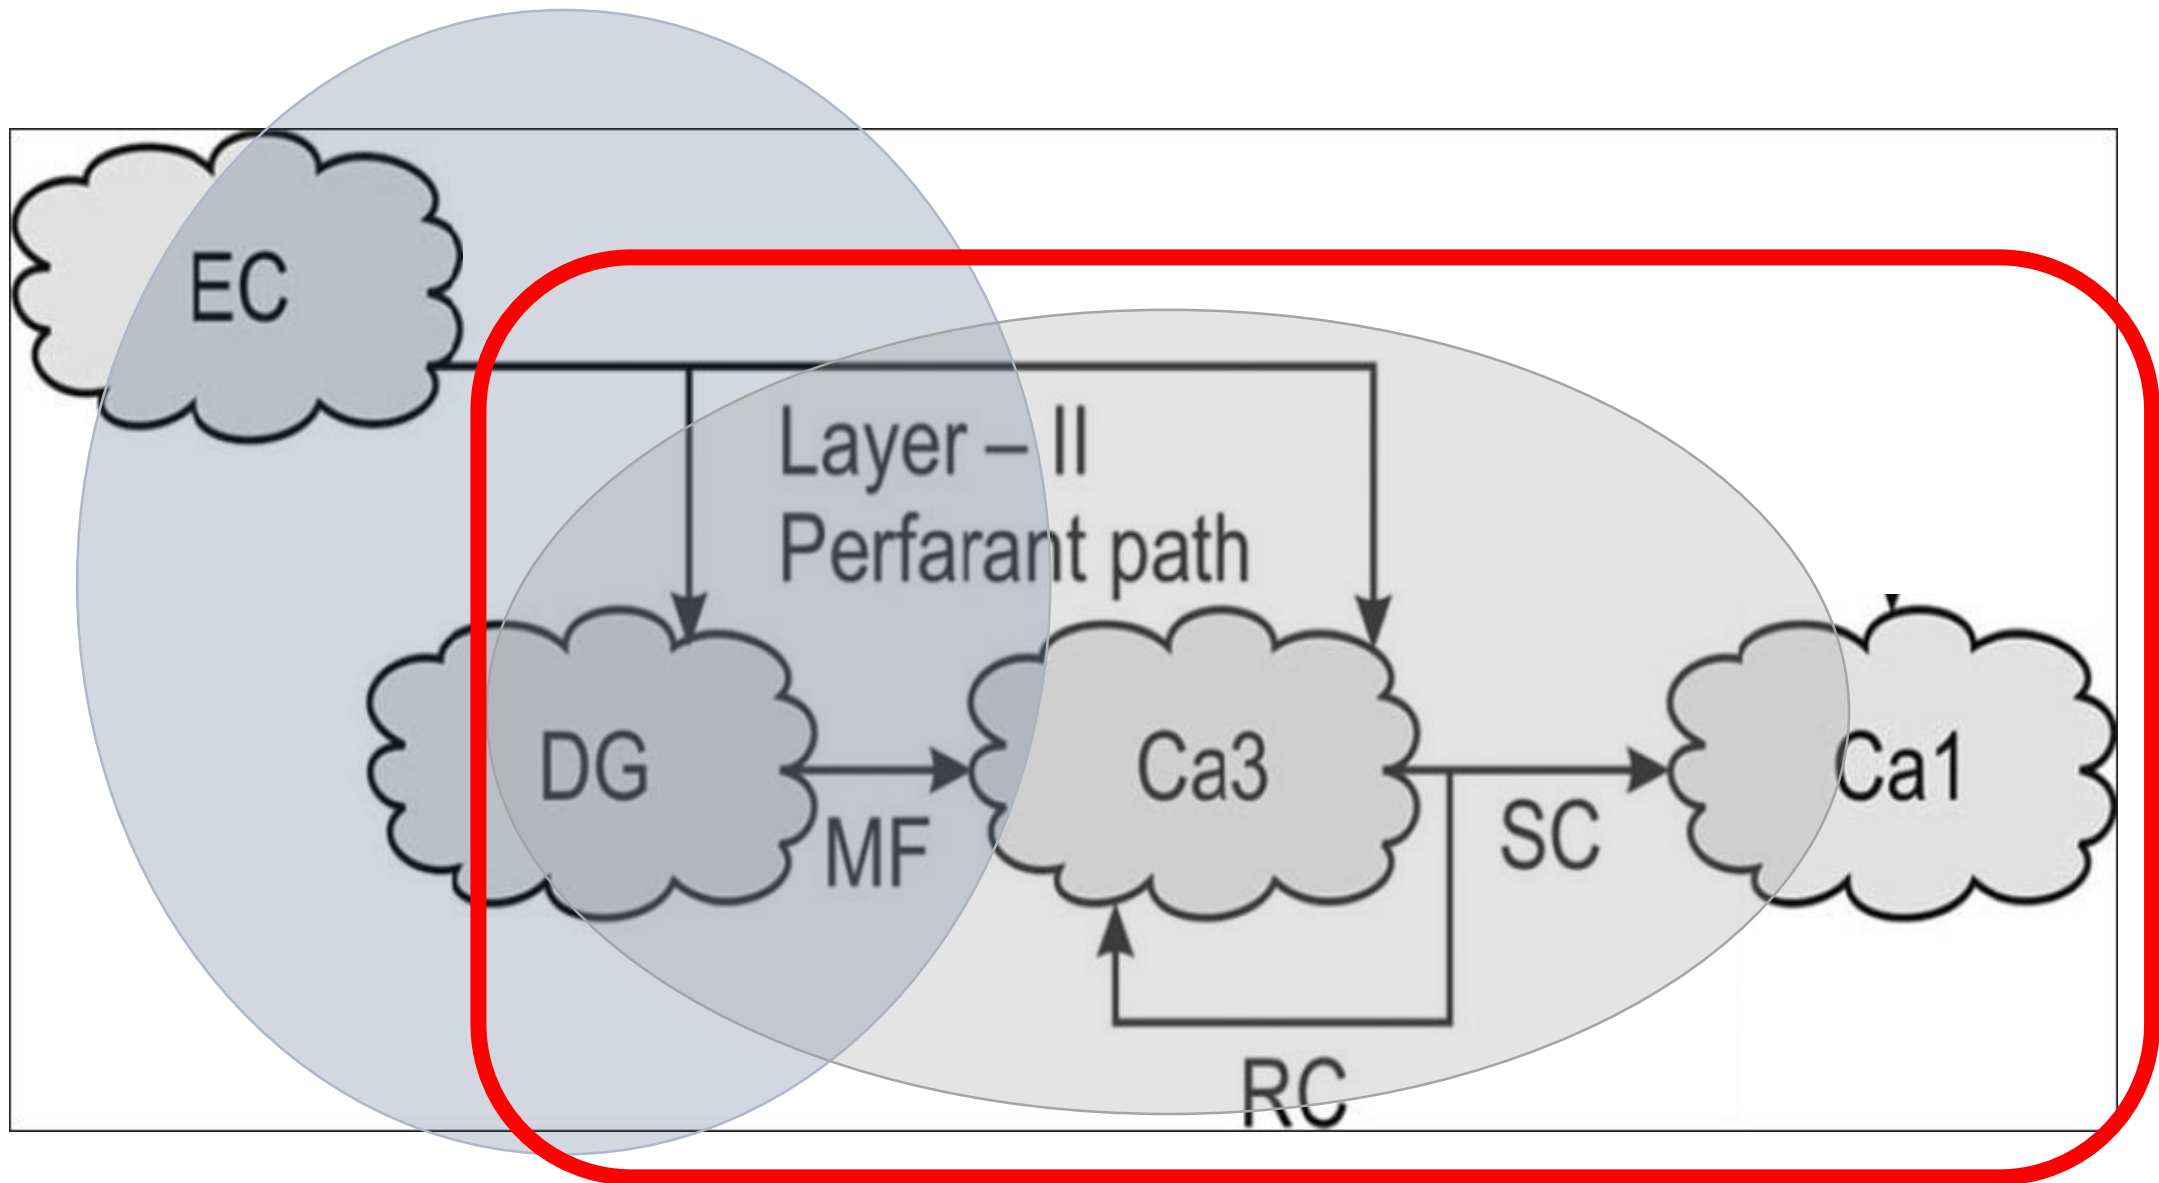 EC
Layer – II
Perfarant path
DG
Ca3
Ca1
MF
SC
RC